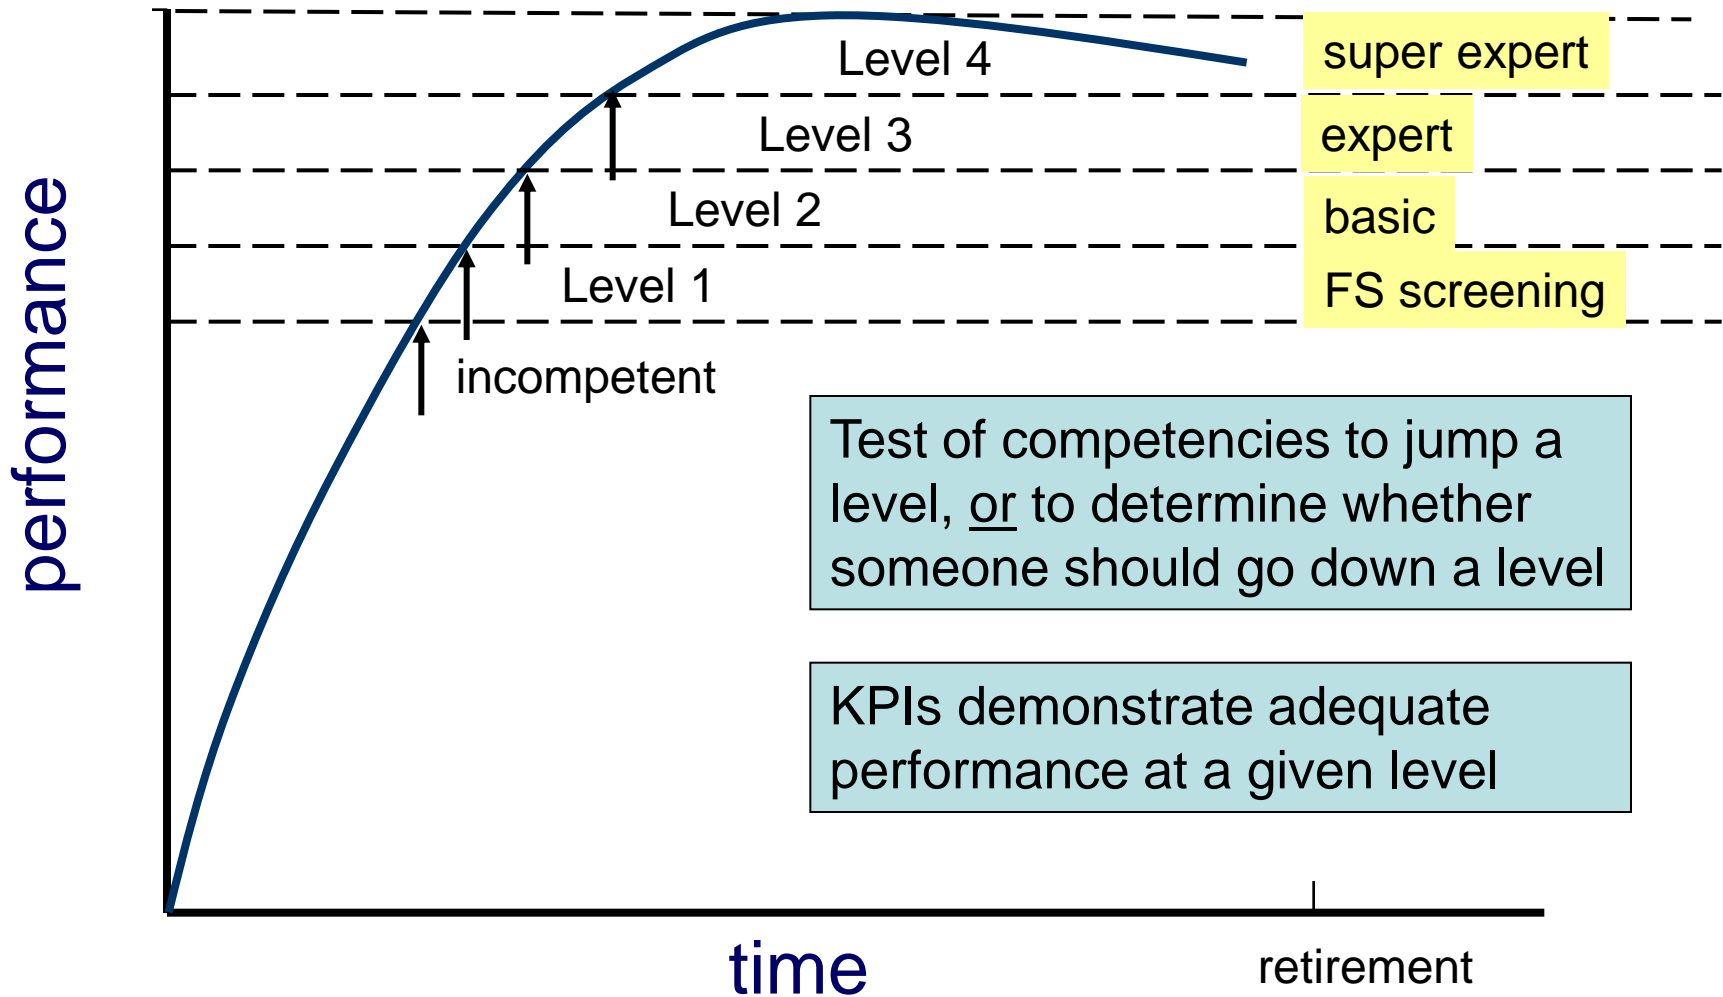 performance
Level 4
super expert
Level 3
expert
Level 2
basic
Level 1
FS screening
incompetent
Test of competencies to jump a
level, or to determine whether
someone should go down a level
KPIs demonstrate adequate
performance at a given level
time
retirement